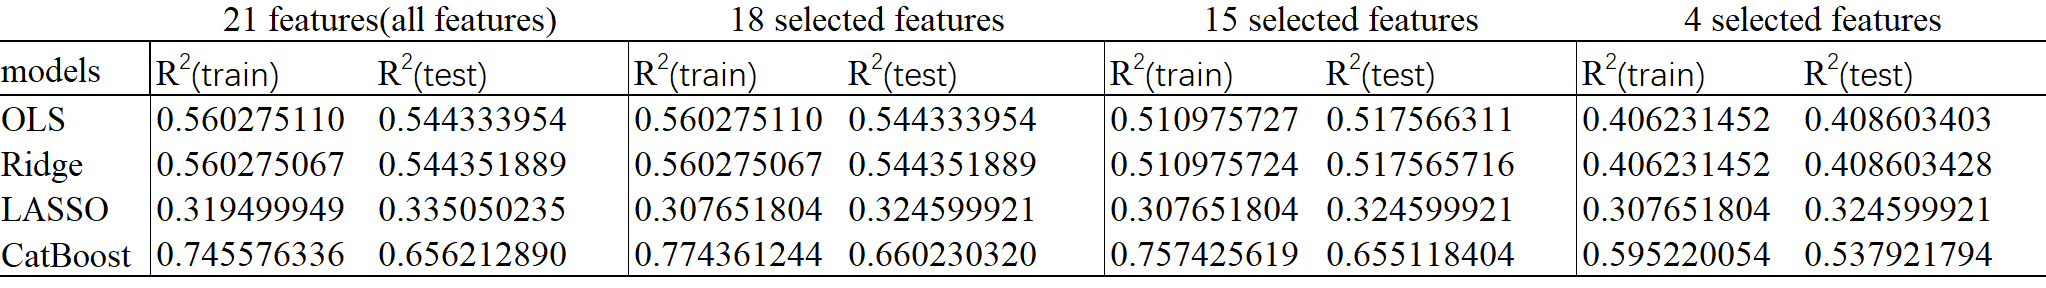 21 features(all features) 18 selected features 15 selected features 4 selected features
models R²(train) R²(test) R²(train) R²(test) R²(train) R²(test) R²(train) R²(test)
OLS 0.560275110 0.544333954 0.560275110 0.544333954 0.510975727 0.517566311 0.406231452 0.408603403
Ridge 0.560275067 0.544351889 0.560275067 0.544351889 0.510975724 0.517565716 0.406231452 0.408603428
LASSO 0.319499949 0.335050235 0.307651804 0.324599921 0.307651804 0.324599921 0.307651804 0.324599921
CatBoost 0.745576336 0.656212890 0.774361244 0.660230320 0.757425619 0.655118404 0.595220054 0.537921794